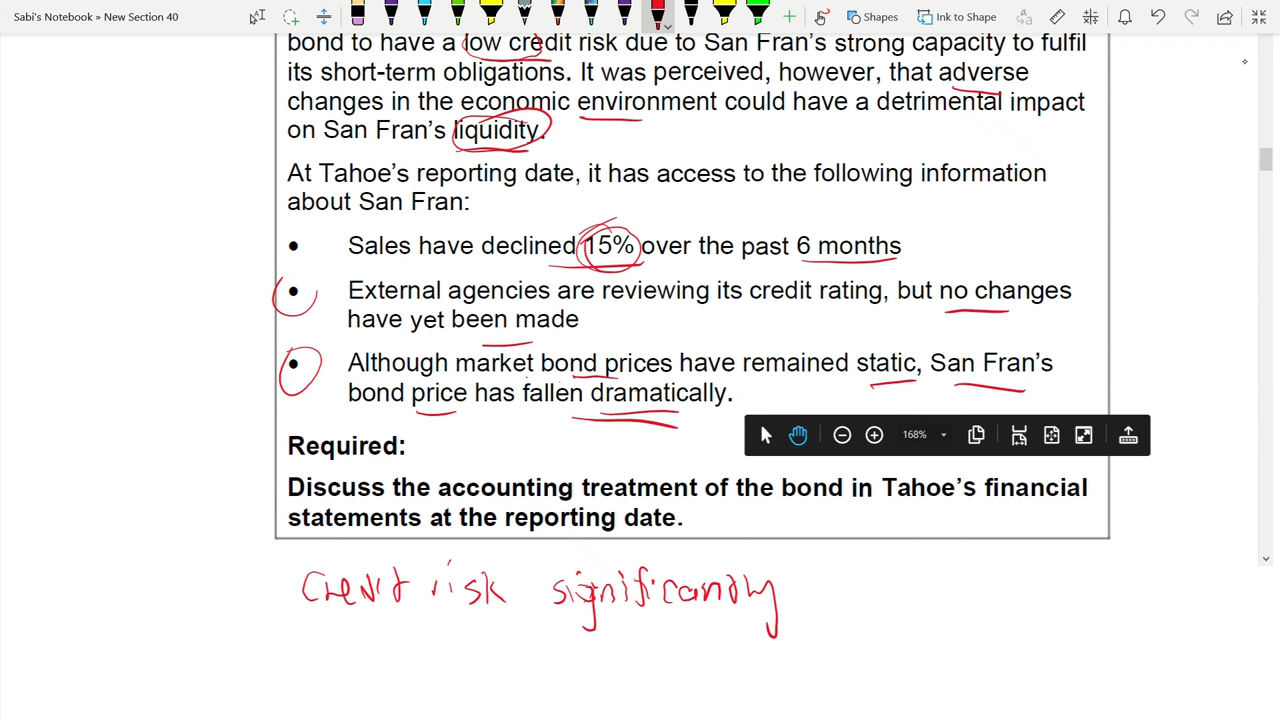 Sabi's Notebook » New Section 40
Shapes
Ink to Shape
bond to have a low credit risk due to San Fran's strong capacity to fulfil
its short-term obligations. It was perceived, however, that adverse
changes in the economic environment could have a detrimental impact
on San Fran's liquidity.
At Tahoe's reporting date, it has access to the following information
about San Fran:
• Sales have declined 15% over the past 6 months
• External agencies are reviewing its credit rating, but no changes
have yet been made
• Although market bond prices have remained static, San Fran's
bond price has fallen dramatically.
168%
Required:
Discuss the accounting treatment of the bond in Tahoe's financial
statements at the reporting date.
Credit risk significantly